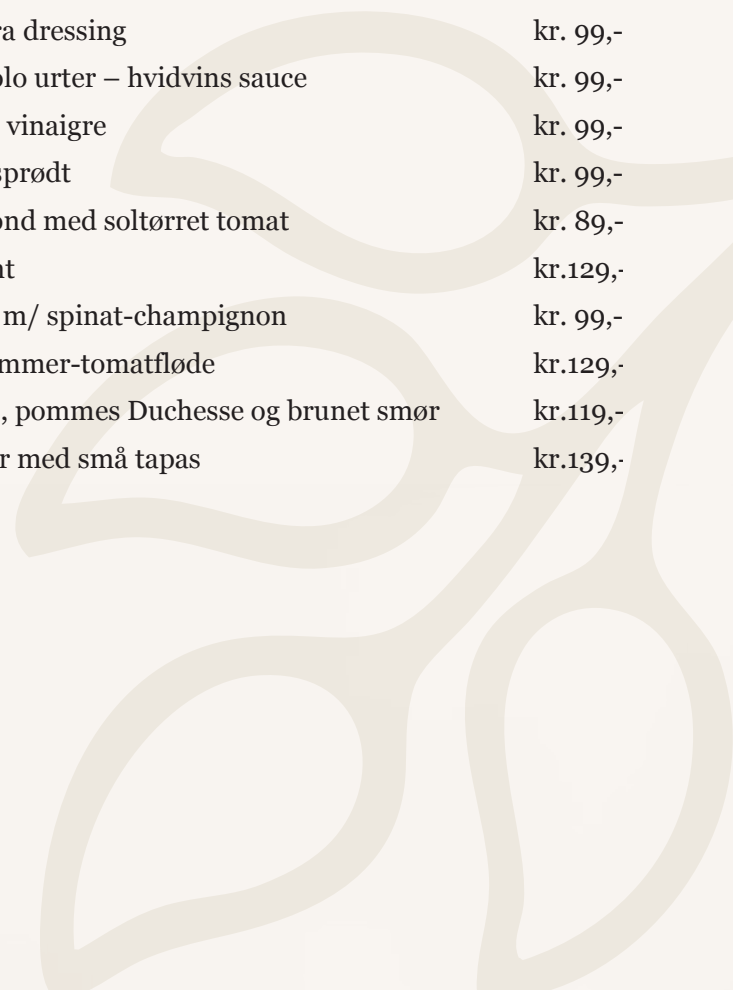 ra dressing kr. 99,-
olo urter – hvidvins sauce kr. 99,-
vinaigre kr. 99,-
sprødt kr. 99,-
ond med soltørret tomat kr. 89,-
nt kr.129,-
m/ spinat-champignon kr. 99,-
mmer-tomatfløde kr.129,-
, pommes Duchesse og brunet smør kr.119,-
r med små tapas kr.139,-